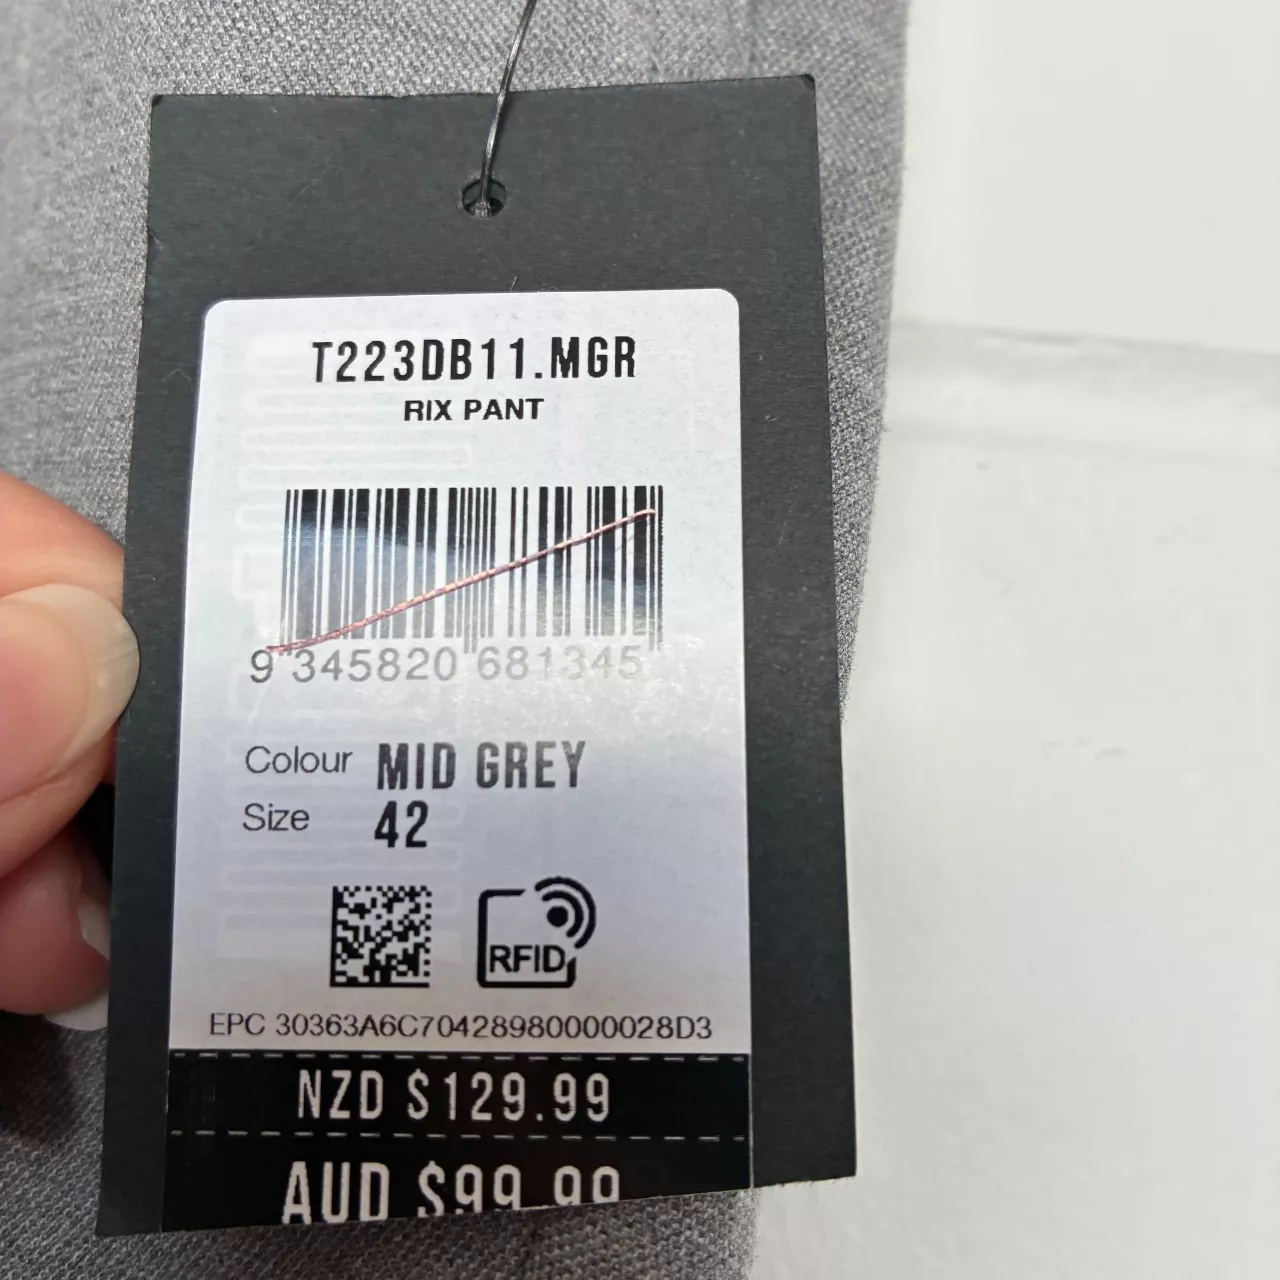 T223DB11.MGR
RIX PANT
9 345820 681345
Colour MID GREY
Size 42
RFID
EPC 30363A6C70428980000028D3
NZD $129.99
AUD $99.99